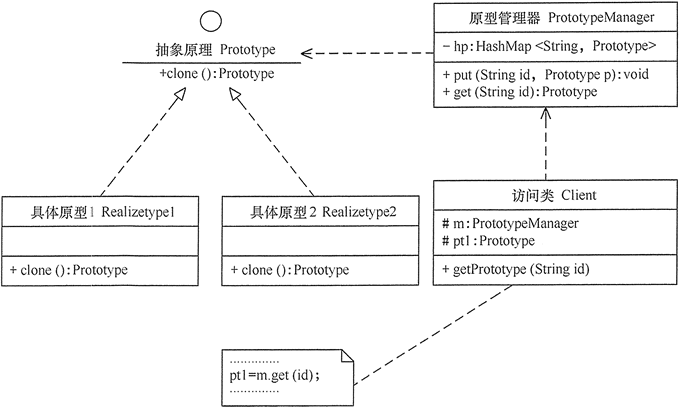 抽象原理 Prototype
+clone():Prototype
原型管理器 PrototypeManager
- hp:HashMap <String, Prototype>
+ put (String id, Prototype p):void
+ get (String id):Prototype
具体原型1 Realizetype1
+ clone():Prototype
具体原型2 Realizetype2
+ clone():Prototype
访问类 Client
# m:PrototypeManager
# pt1:Prototype
+ getPrototype (String id)
..............
pt1=m.get (id);
..............